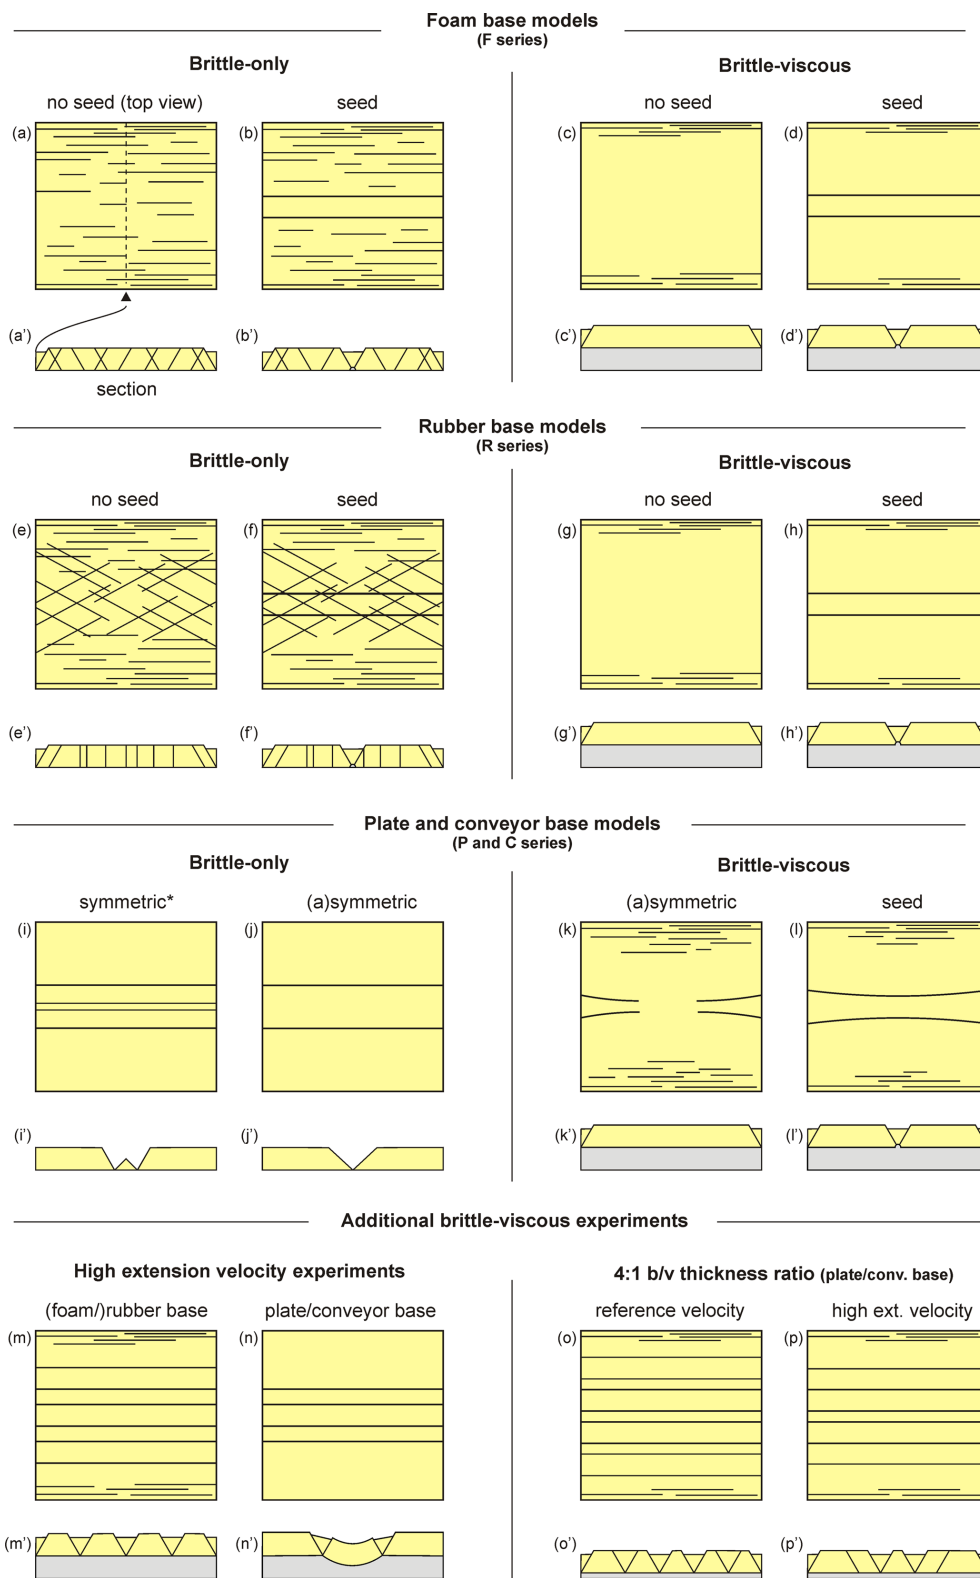 Foam base models
(F series)
Brittle-only
Brittle-viscous
no seed (top view)
seed
no seed
seed
(a)
(b)
(c)
(d)
(a')
(b')
(c')
(d')
section
Rubber base models
(R series)
Brittle-only
Brittle-viscous
no seed
seed
no seed
seed
(e)
(f)
(g)
(h)
(e')
(f')
(g')
(h')
Plate and conveyor base models
(P and C series)
Brittle-only
Brittle-viscous
symmetric*
(a)symmetric
(a)symmetric
seed
(i)
(j)
(k)
(l)
(i')
(j')
(k')
(l')
Additional brittle-viscous experiments
High extension velocity experiments
4:1 b/v thickness ratio (plate/conv. base)
(foam/)rubber base
plate/conveyor base
reference velocity
high ext. velocity
(m)
(n)
(o)
(p)
(m')
(n')
(o')
(p')